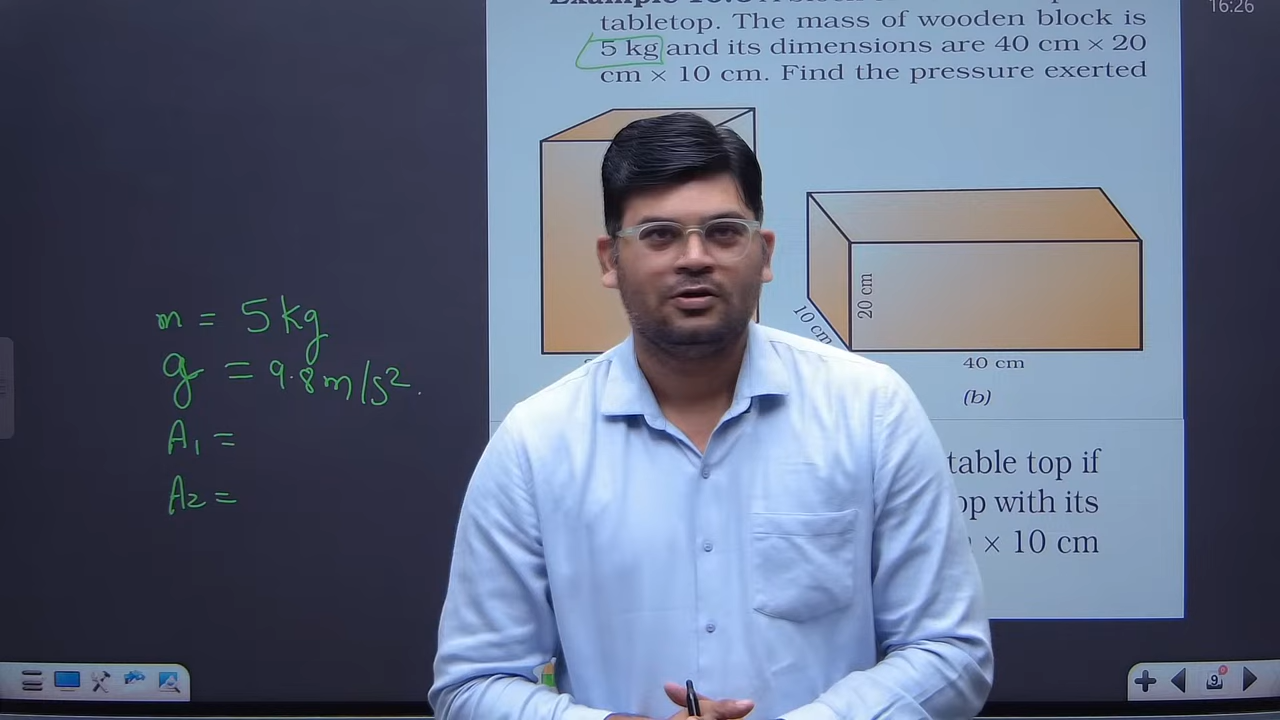 16:26
tabletop. The mass of wooden block is
5 kg and its dimensions are 40 cm × 20
cm × 10 cm. Find the pressure exerted
20 cm
10 cm
40 cm
(b)
m = 5 kg
g = 9.8 m/s².
A₁ =
A₂ =
table top if
op with its
× 10 cm
9